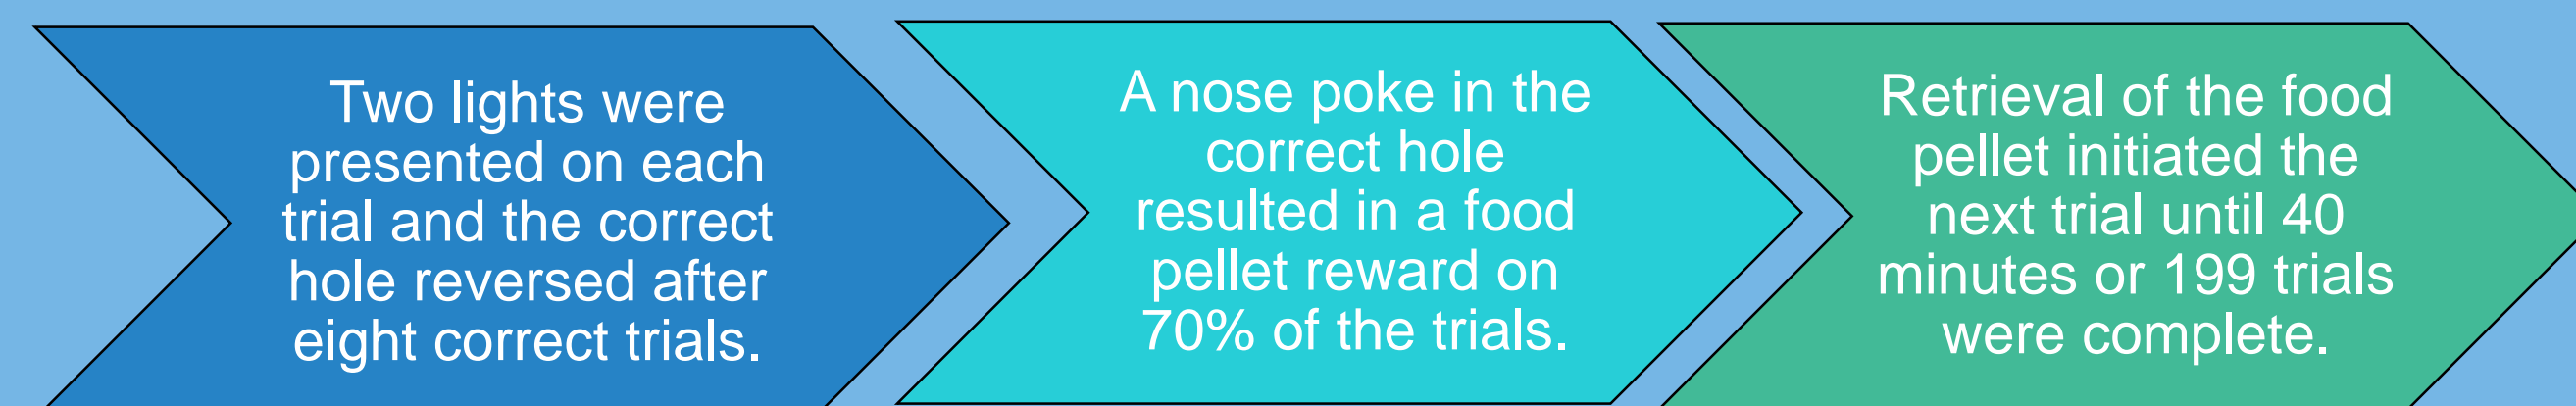 Two lights were
presented on each
trial and the correct
hole reversed after
eight correct trials.
A nose poke in the
correct hole
resulted in a food
pellet reward on
70% of the trials.
Retrieval of the food
pellet initiated the
next trial until 40
minutes or 199 trials
were complete.